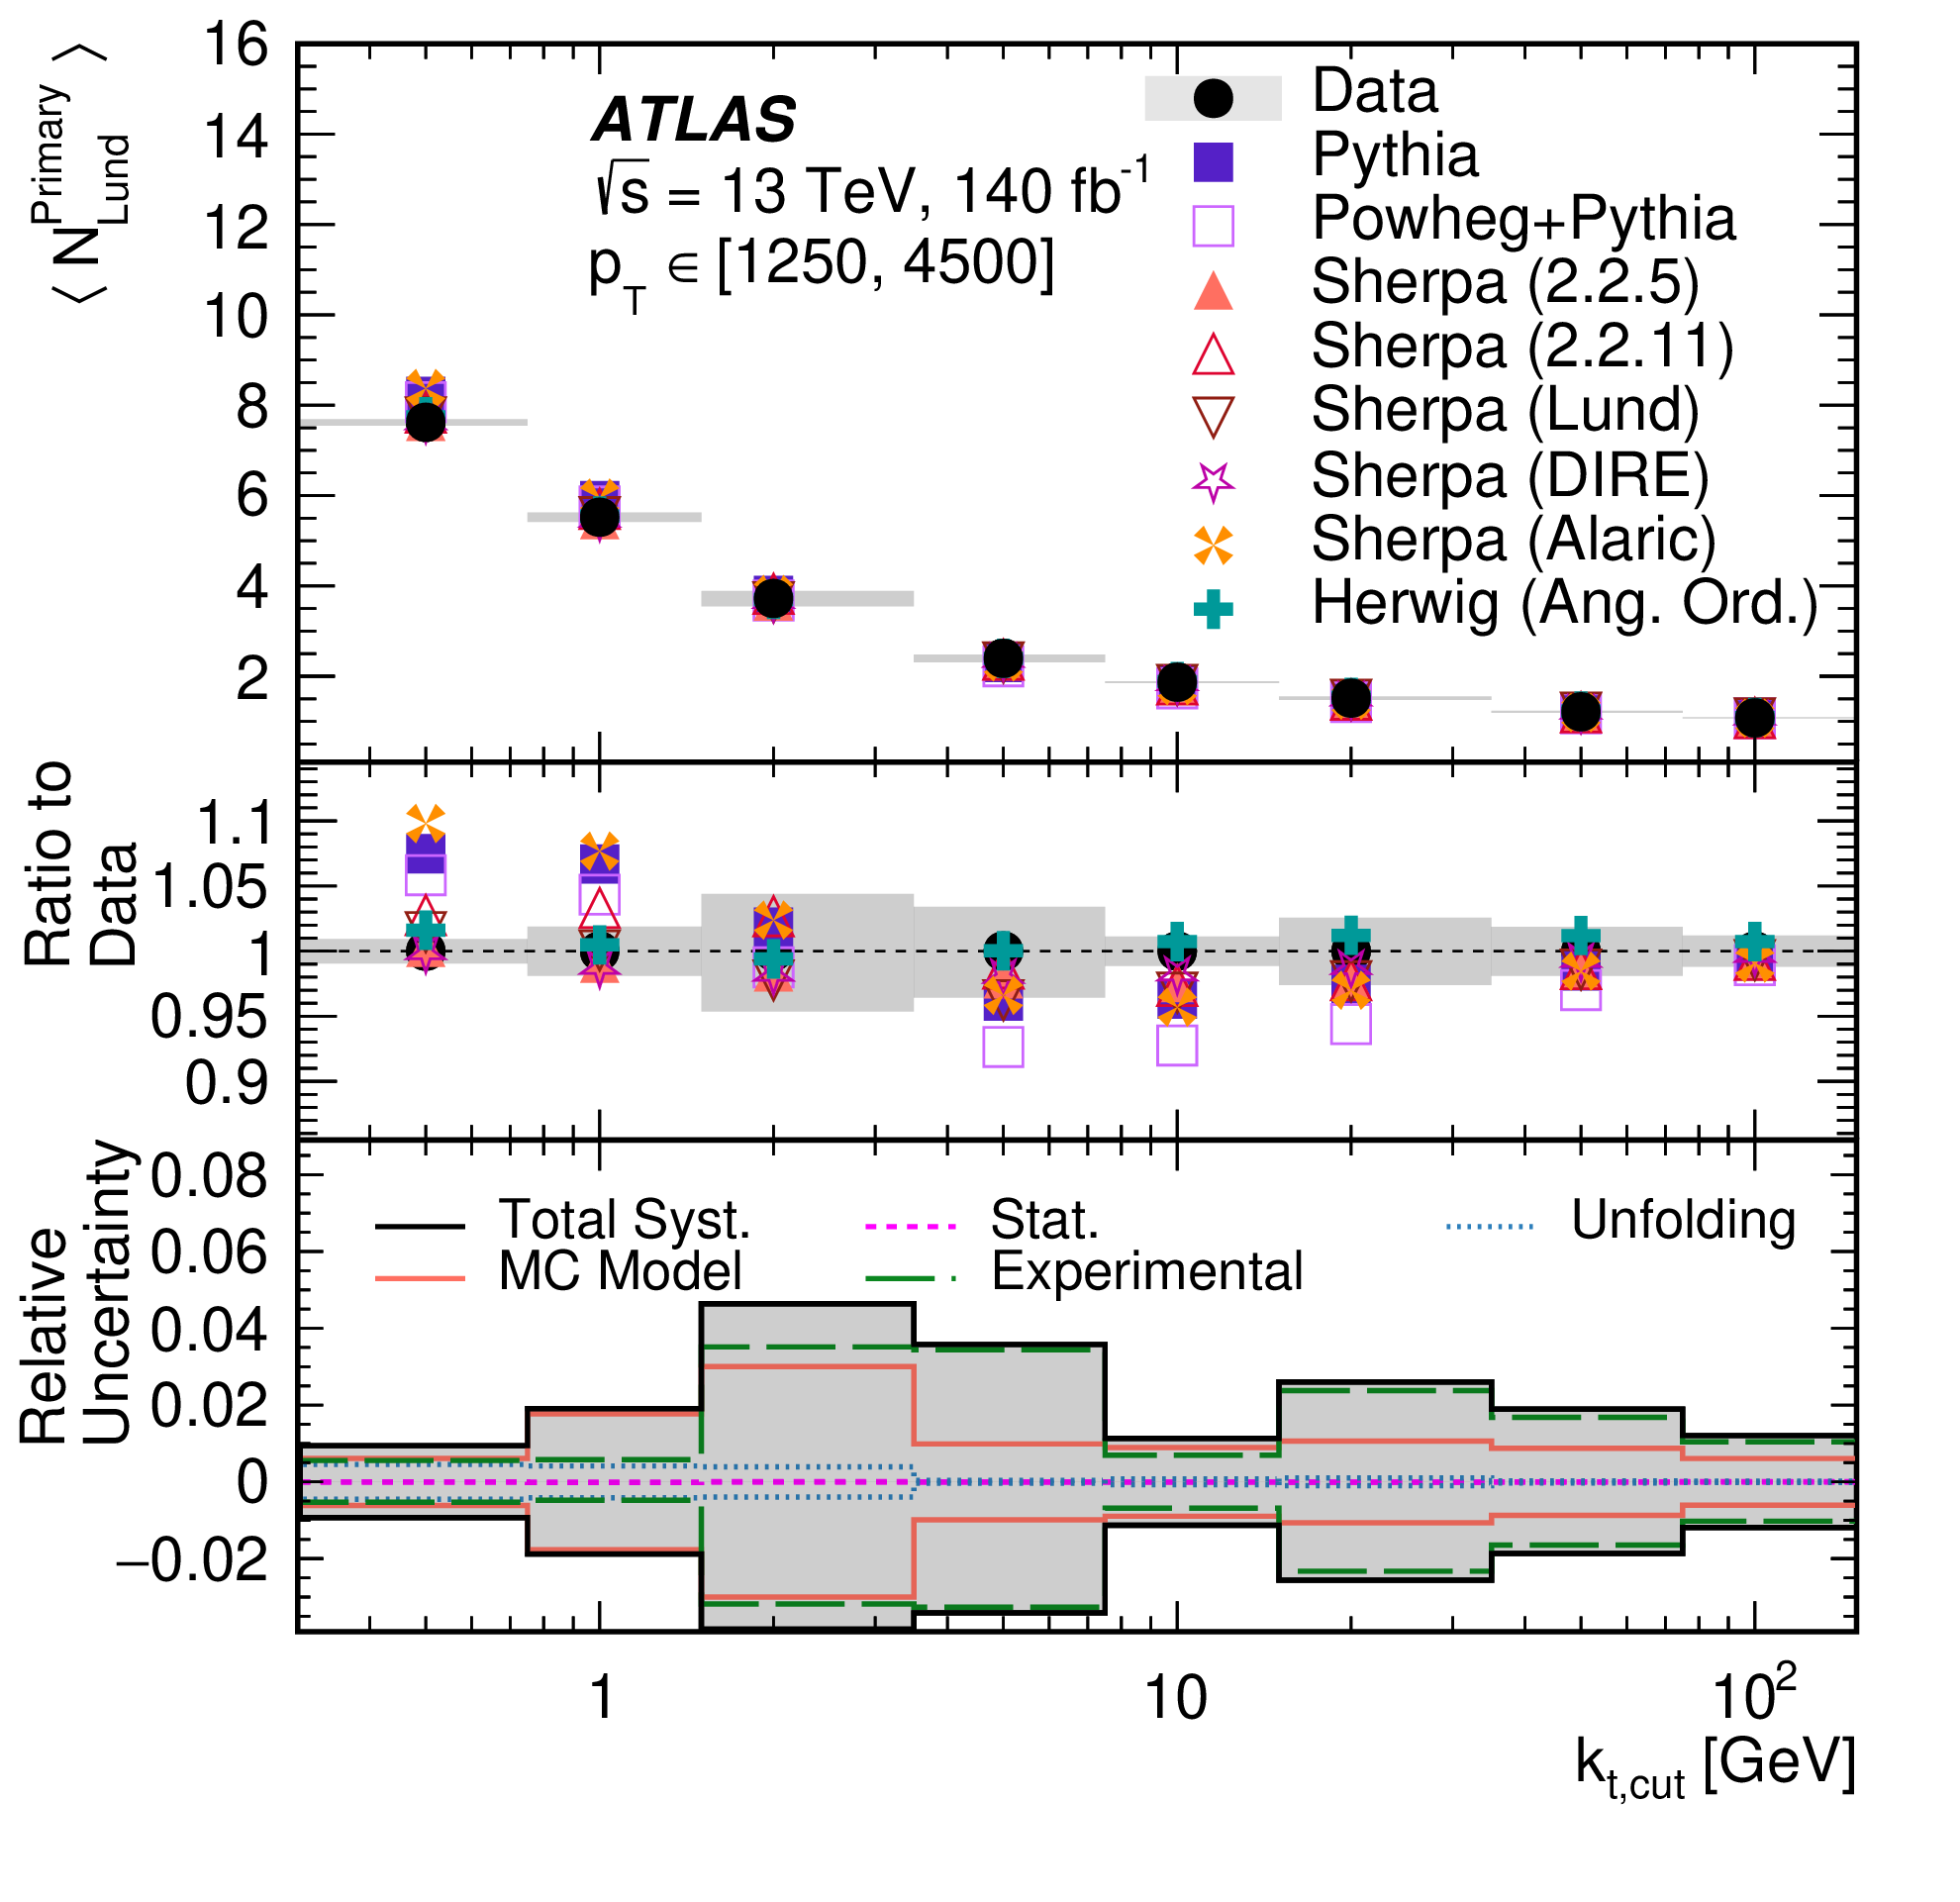 ⟨ N_Lund^Primary ⟩
16
14
12
10
8
6
4
2
ATLAS
√s = 13 TeV, 140 fb⁻¹
p_T ∈ [1250, 4500]
Data
Pythia
Powheg+Pythia
Sherpa (2.2.5)
Sherpa (2.2.11)
Sherpa (Lund)
Sherpa (DIRE)
Sherpa (Alaric)
Herwig (Ang. Ord.)
Ratio to
Data
1.1
1.05
1
0.95
0.9
Relative
Uncertainty
0.08
0.06
0.04
0.02
0
−0.02
Total Syst.
Stat.
Unfolding
MC Model
Experimental
1
10
10²
k_t,cut [GeV]